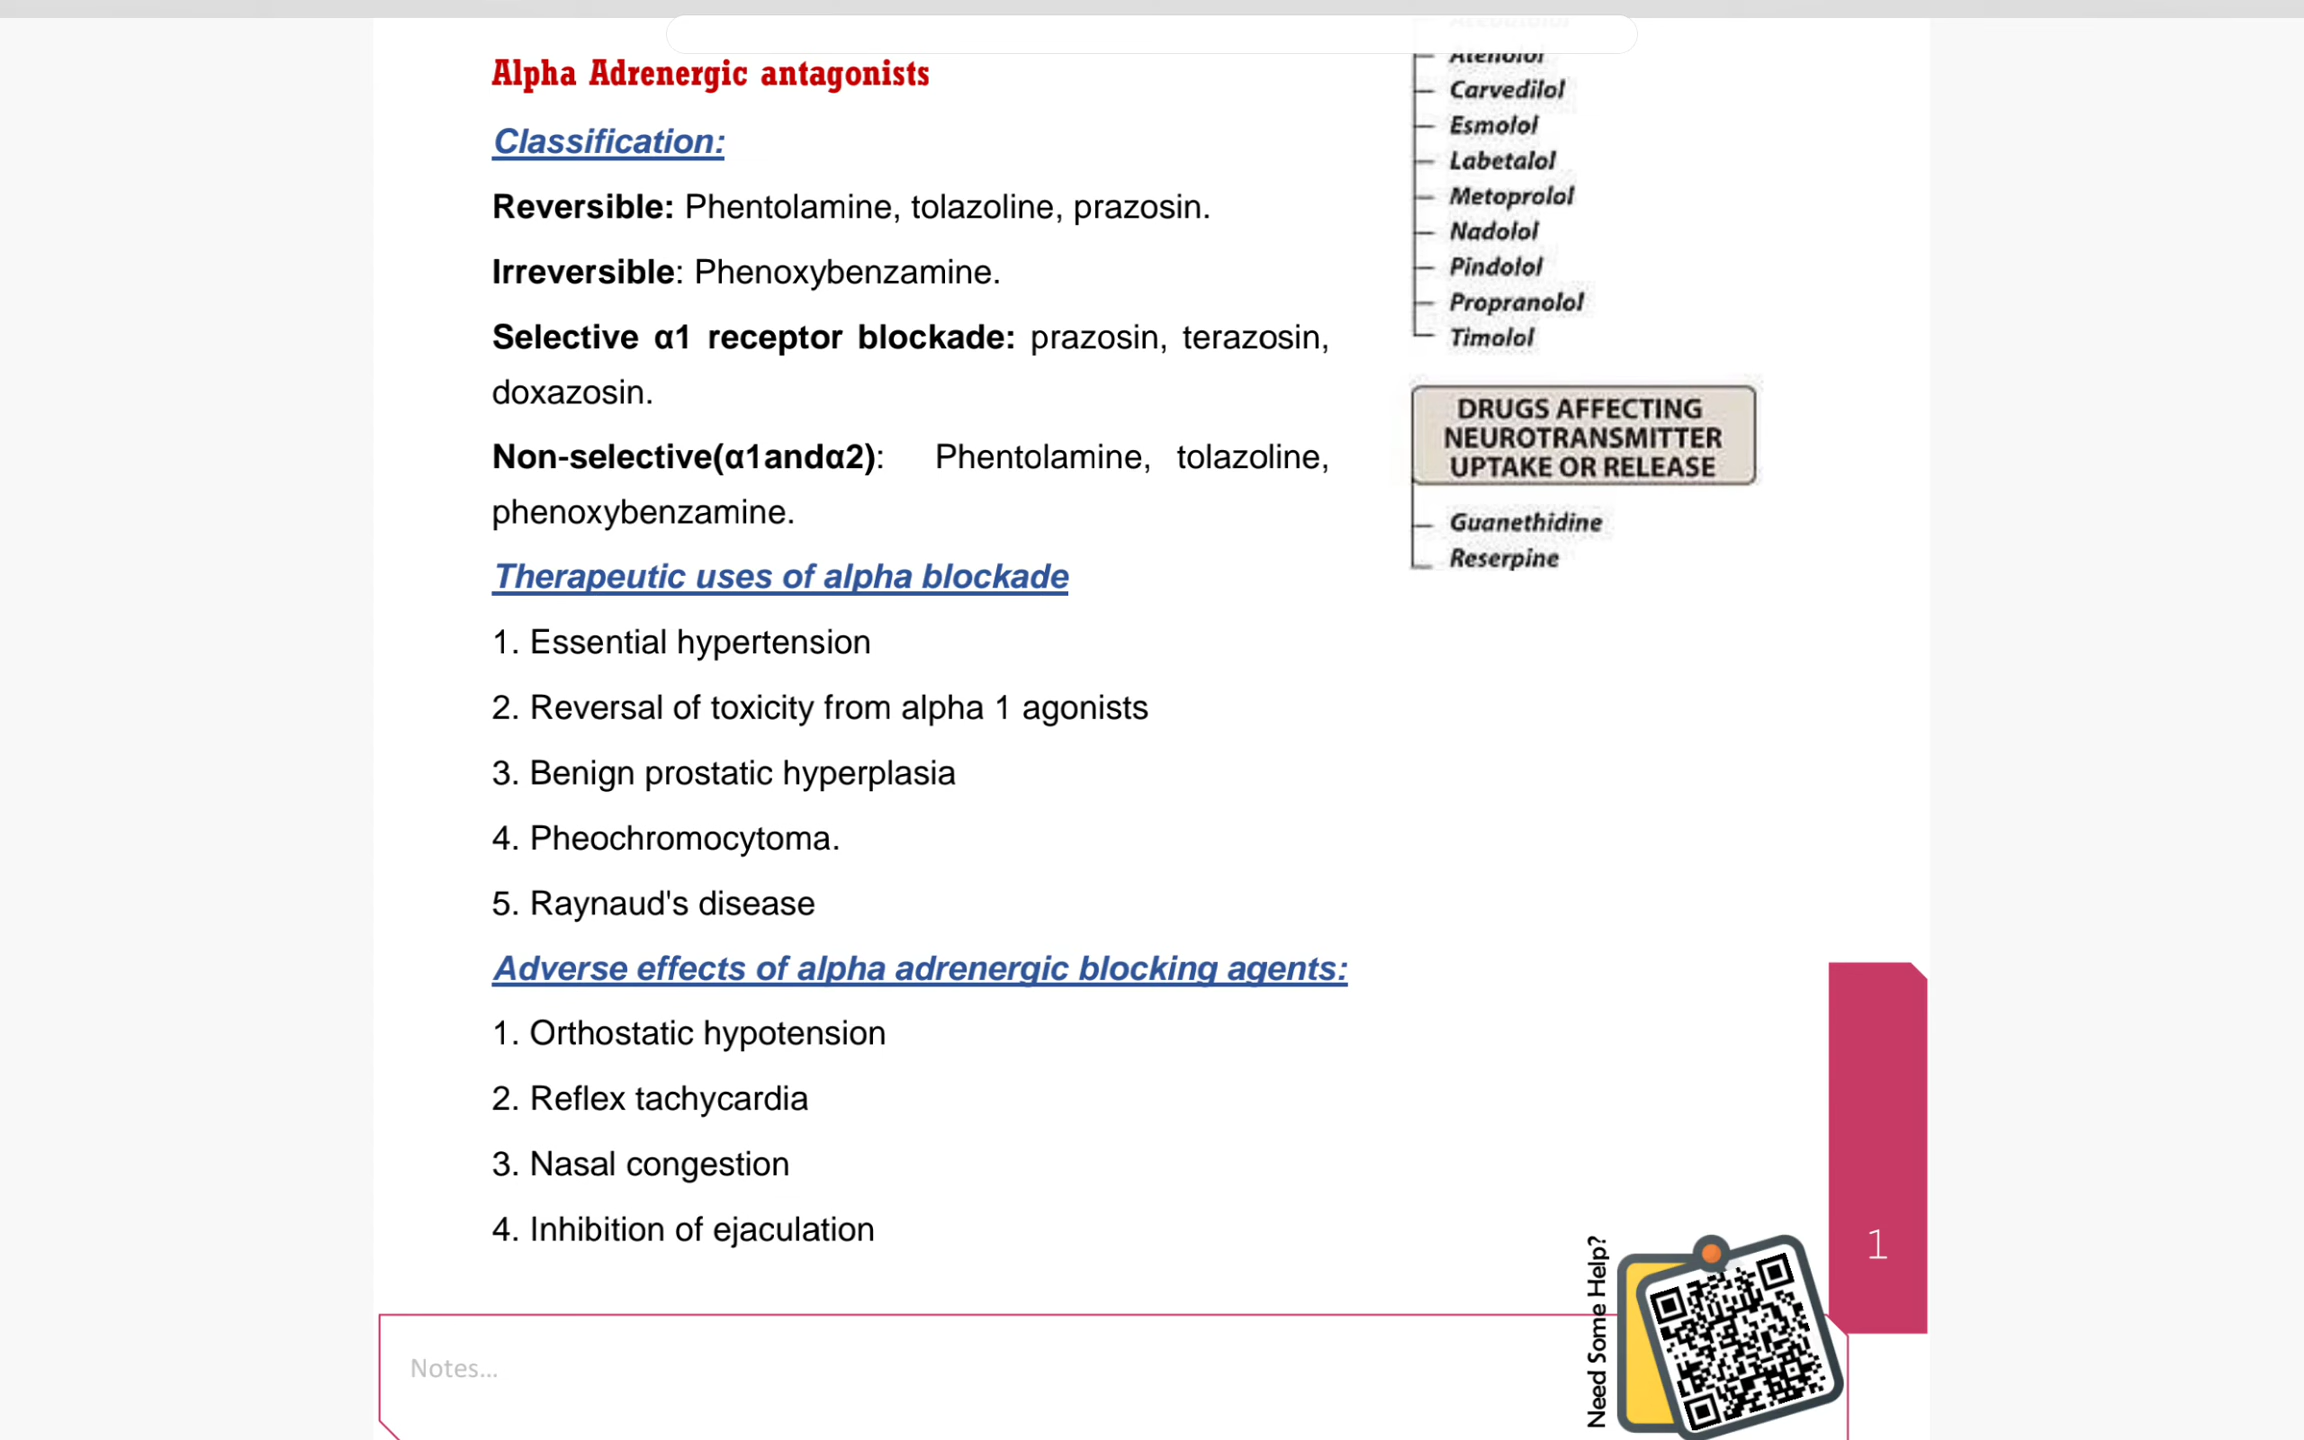 Alpha Adrenergic antagonists
Classification:
Reversible: Phentolamine, tolazoline, prazosin.
Irreversible: Phenoxybenzamine.
Selective α1 receptor blockade: prazosin, terazosin,
doxazosin.
Non-selective(α1andα2): Phentolamine, tolazoline,
phenoxybenzamine.
Therapeutic uses of alpha blockade
1. Essential hypertension
2. Reversal of toxicity from alpha 1 agonists
3. Benign prostatic hyperplasia
4. Pheochromocytoma.
5. Raynaud's disease
Adverse effects of alpha adrenergic blocking agents:
1. Orthostatic hypotension
2. Reflex tachycardia
3. Nasal congestion
4. Inhibition of ejaculation
Atenolol
Carvedilol
Esmolol
Labetalol
Metoprolol
Nadolol
Pindolol
Propranolol
Timolol
DRUGS AFFECTING
NEUROTRANSMITTER
UPTAKE OR RELEASE
Guanethidine
Reserpine
1
Need Some Help?
Notes...